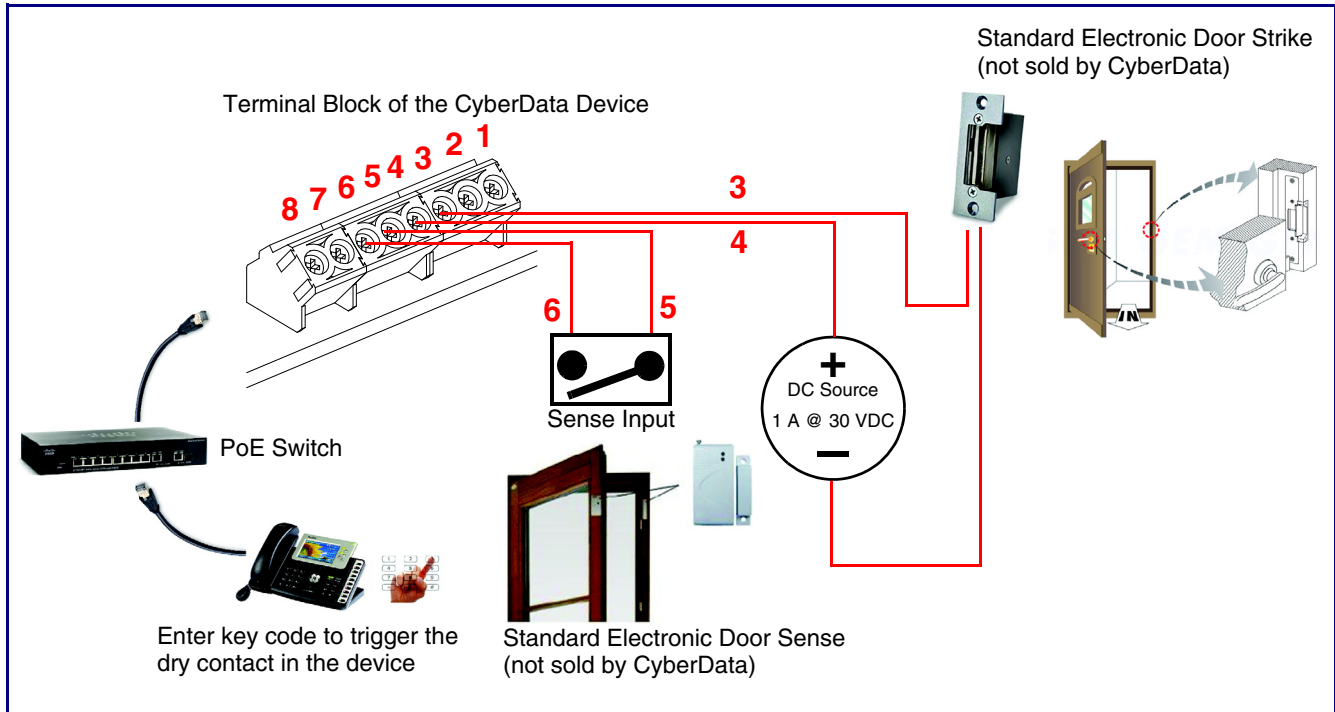 Standard Electronic Door Strike
(not sold by CyberData)
Terminal Block of the CyberData Device
8 7 6 5 4 3 2 1
3
4
6
5
Sense Input
+
DC Source
1 A @ 30 VDC
—
IN
PoE Switch
Enter key code to trigger the
dry contact in the device
Standard Electronic Door Sense
(not sold by CyberData)